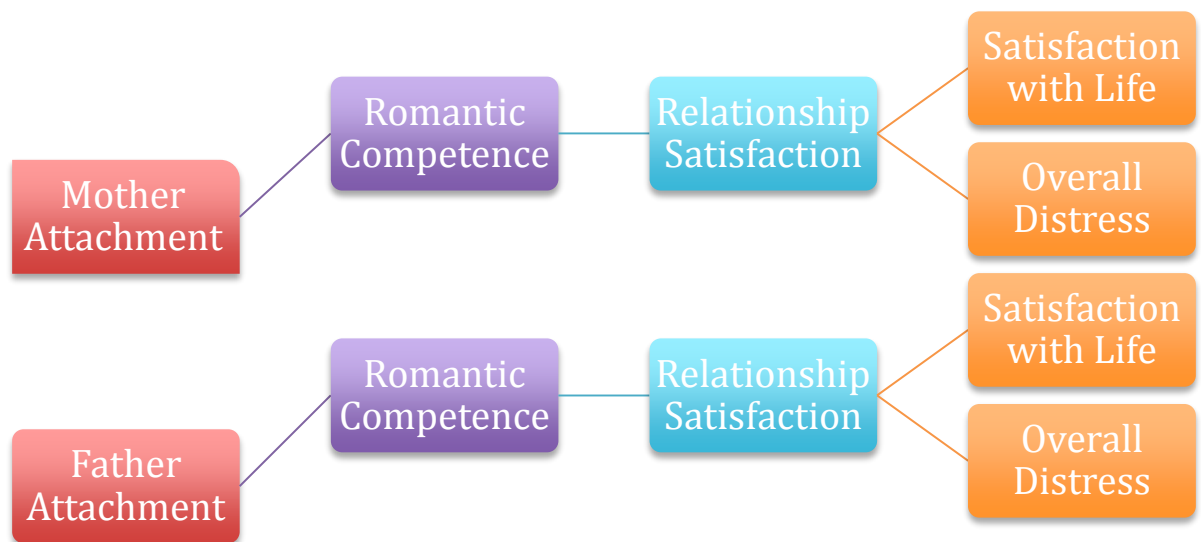 Mother
Attachment
Romantic
Competence
Relationship
Satisfaction
Satisfaction
with Life
Overall
Distress
Father
Attachment
Romantic
Competence
Relationship
Satisfaction
Satisfaction
with Life
Overall
Distress